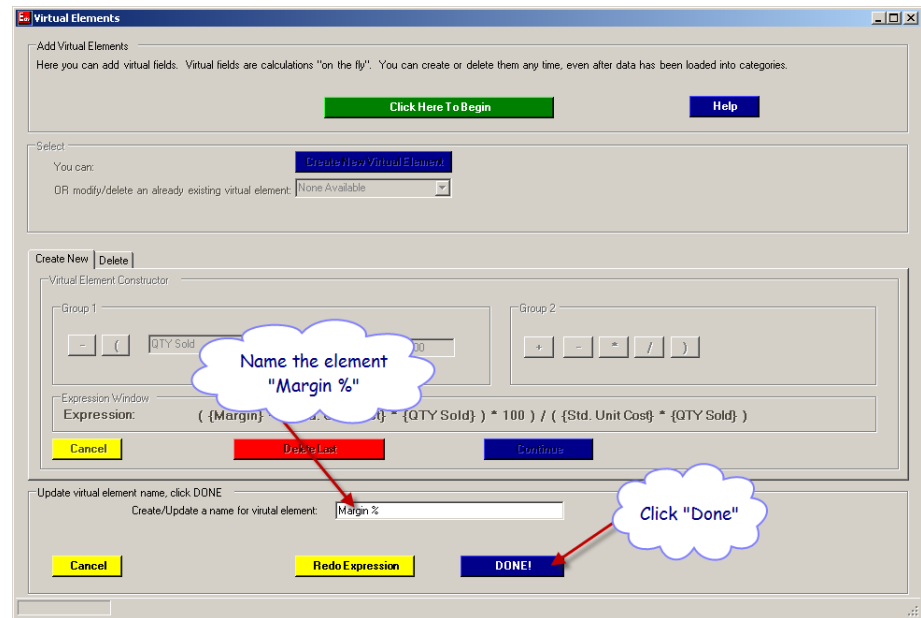 Virtual Elements
Add Virtual Elements
Here you can add virtual fields. Virtual fields are calculations "on the fly". You can create or delete them any time, even after data has been loaded into categories.
Click Here To Begin
Help
Select
You can:
Create New Virtual Element
OR modify/delete an already existing virtual element:
None Available
Create New
Delete
Virtual Element Constructor
Group 1
Group 2
- (
QTY Sold
00
+ - * / )
Name the element
"Margin %"
Expression Window
Expression:
( {Margin} * {QTY Sold} ) * 100 ) / ( {Std. Unit Cost} * {QTY Sold} )
Cancel
Delete Last
Continue
Update virtual element name, click DONE
Create/Update a name for virutal element:
Margin %
Click "Done"
Cancel
Redo Expression
DONE!